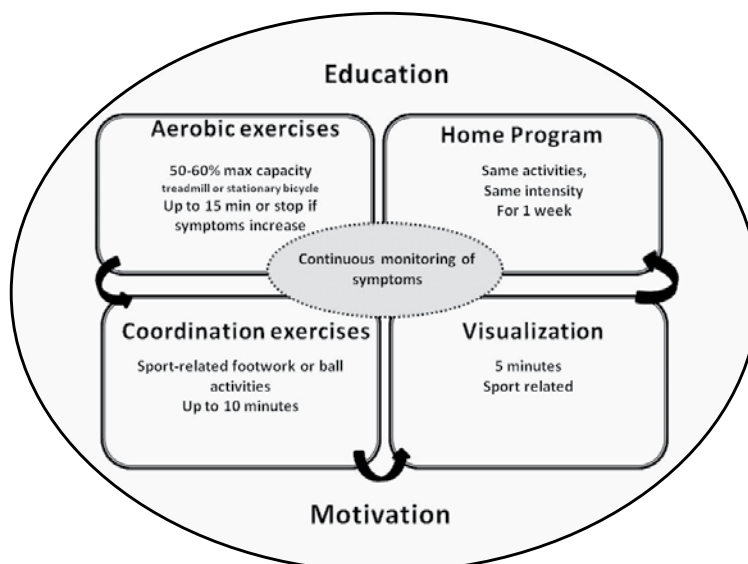 Education
Aerobic exercises
50-60% max capacity
treadmill or stationary bicycle
Up to 15 min or stop if
symptoms increase
Home Program
Same activities,
Same intensity
For 1 week
Continuous monitoring of
symptoms
Coordination exercises
Sport-related footwork or ball
activities
Up to 10 minutes
Visualization
5 minutes
Sport related
Motivation